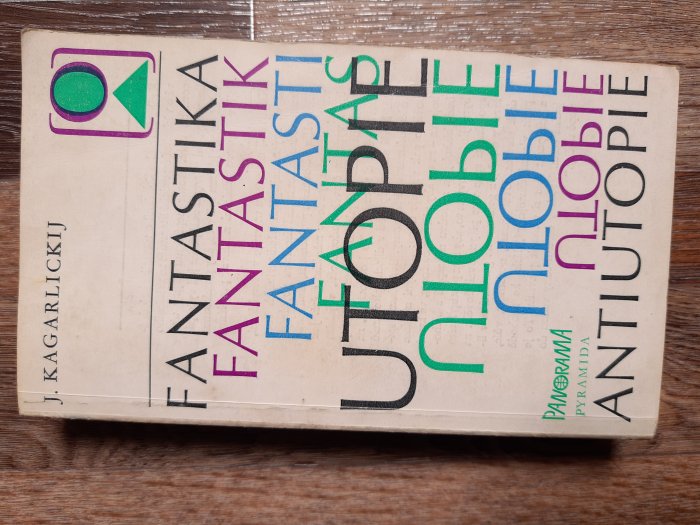 J. KAGARLICKIJ
FANTASTIKA
FANTASTIK
FANTASTI
FANTAS
UTOPIE
UTOPIE
UTOPIE
UTOPIE
ANTIUTOPIE
PANORAMA
PYRAMIDA